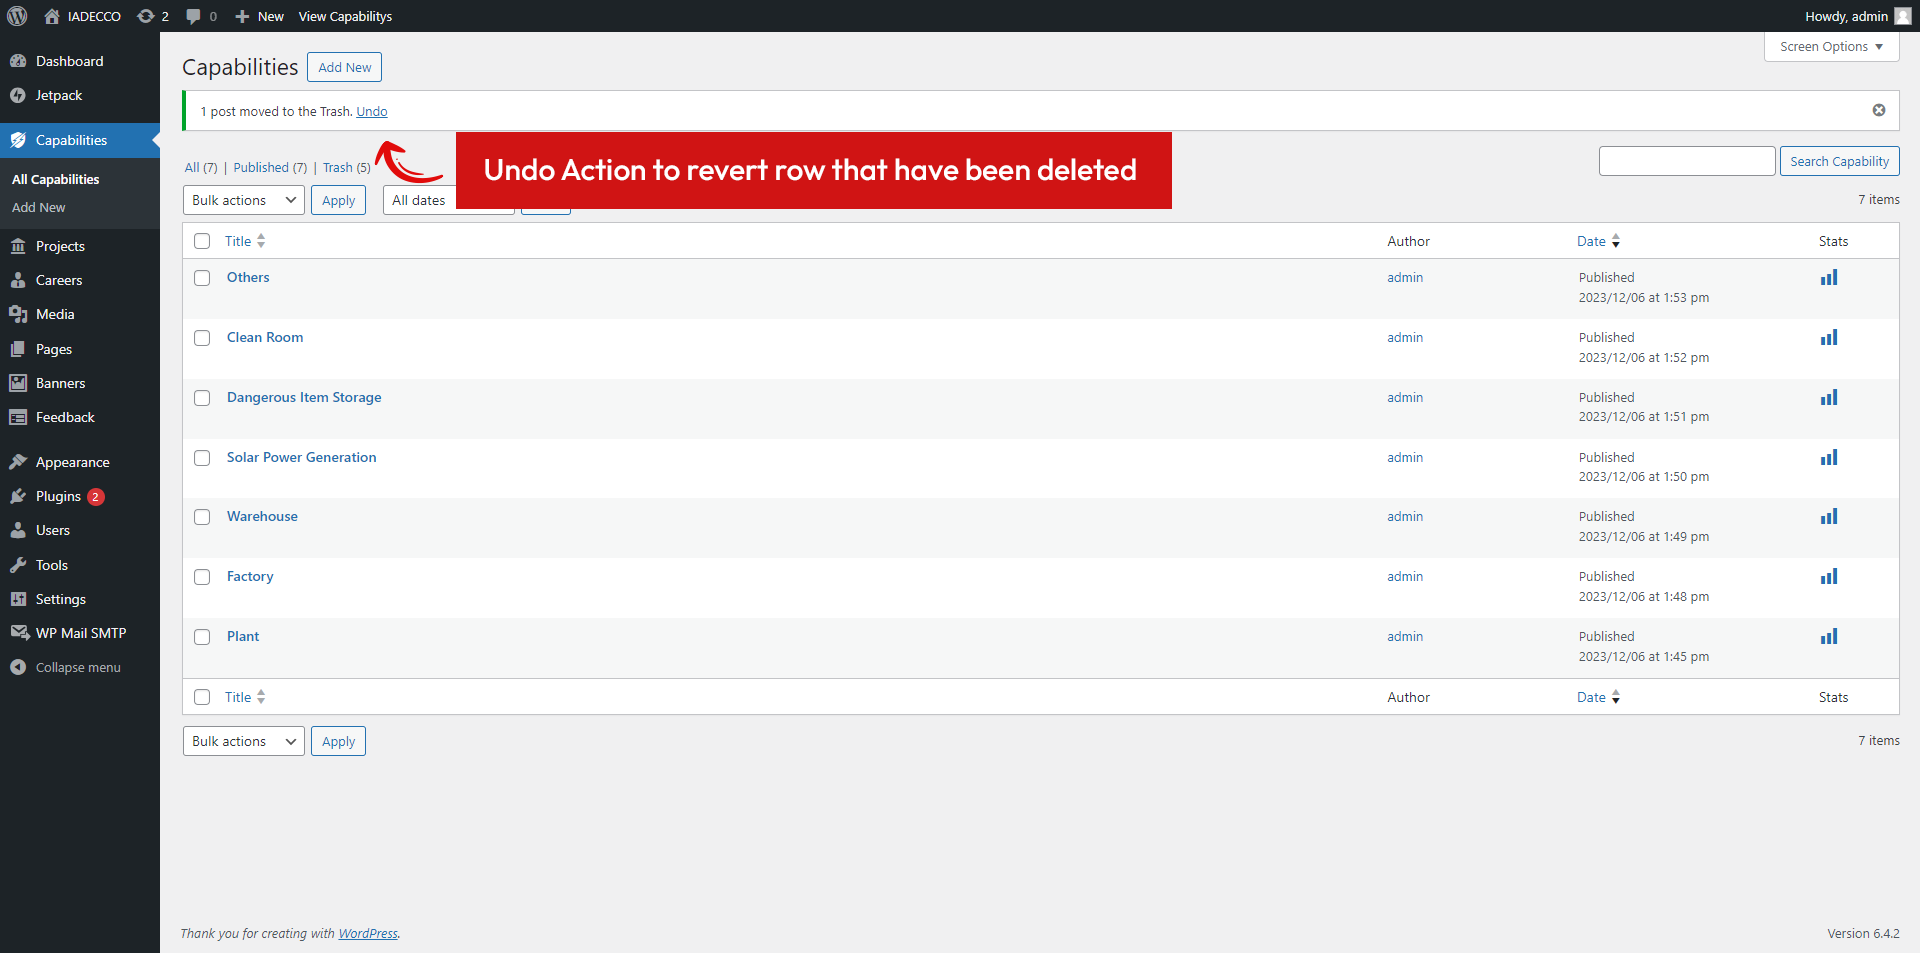 IADECCO 2 0 New View Capabilitys Howdy, admin
Dashboard
Jetpack
Capabilities
All Capabilities
Add New
Projects
Careers
Media
Pages
Banners
Feedback
Appearance
Plugins 2
Users
Tools
Settings
WP Mail SMTP
Collapse menu
Screen Options
Capabilities Add New
1 post moved to the Trash. Undo
Undo Action to revert row that have been deleted
All (7) | Published (7) | Trash (5)
Search Capability
Bulk actions Apply All dates 7 items
Title Author Date Stats
Others admin Published
2023/12/06 at 1:53 pm
Clean Room admin Published
2023/12/06 at 1:52 pm
Dangerous Item Storage admin Published
2023/12/06 at 1:51 pm
Solar Power Generation admin Published
2023/12/06 at 1:50 pm
Warehouse admin Published
2023/12/06 at 1:49 pm
Factory admin Published
2023/12/06 at 1:48 pm
Plant admin Published
2023/12/06 at 1:45 pm
Title Author Date Stats
Bulk actions Apply 7 items
Thank you for creating with WordPress. Version 6.4.2